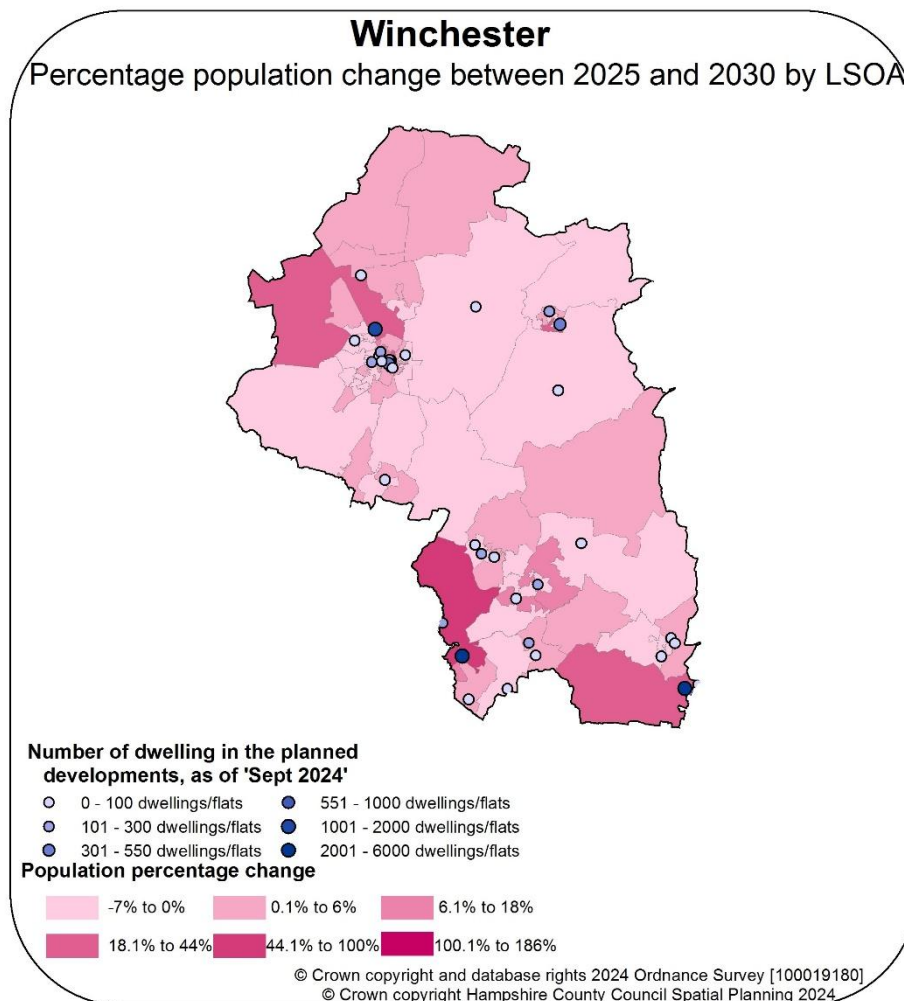 Winchester
Percentage population change between 2025 and 2030 by LSOA
Number of dwelling in the planned
developments, as of 'Sept 2024'
0 - 100 dwellings/flats
551 - 1000 dwellings/flats
101 - 300 dwellings/flats
1001 - 2000 dwellings/flats
301 - 550 dwellings/flats
2001 - 6000 dwellings/flats
Population percentage change
-7% to 0%
0.1% to 6%
6.1% to 18%
18.1% to 44%
44.1% to 100%
100.1% to 186%
© Crown copyright and database rights 2024 Ordnance Survey [100019180]
© Crown copyright Hampshire County Council Spatial Planning 2024